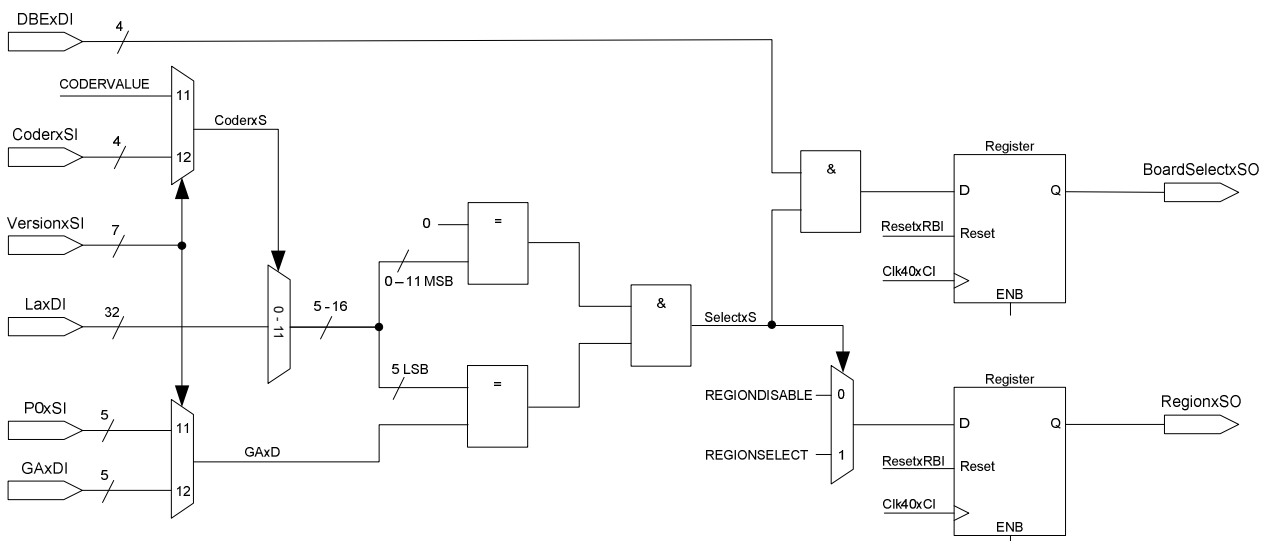 DBExDI
4
CODERVALUE
11
CoderxS
CoderxSI
4
12
&
Register
BoardSelectxSO
D
Q
VersionxSI
7
0
=
ResetxRBI
Reset
0–11 MSB
Clk40xCI
ENB
LaxDI
32
0 - 11
5 - 16
&
SelectxS
5 LSB
=
REGIONDISABLE
0
Register
RegionxSO
P0xSI
5
11
D
Q
GAxD
REGIONSELECT
1
ResetxRBI
Reset
GAxDI
5
12
Clk40xCI
ENB